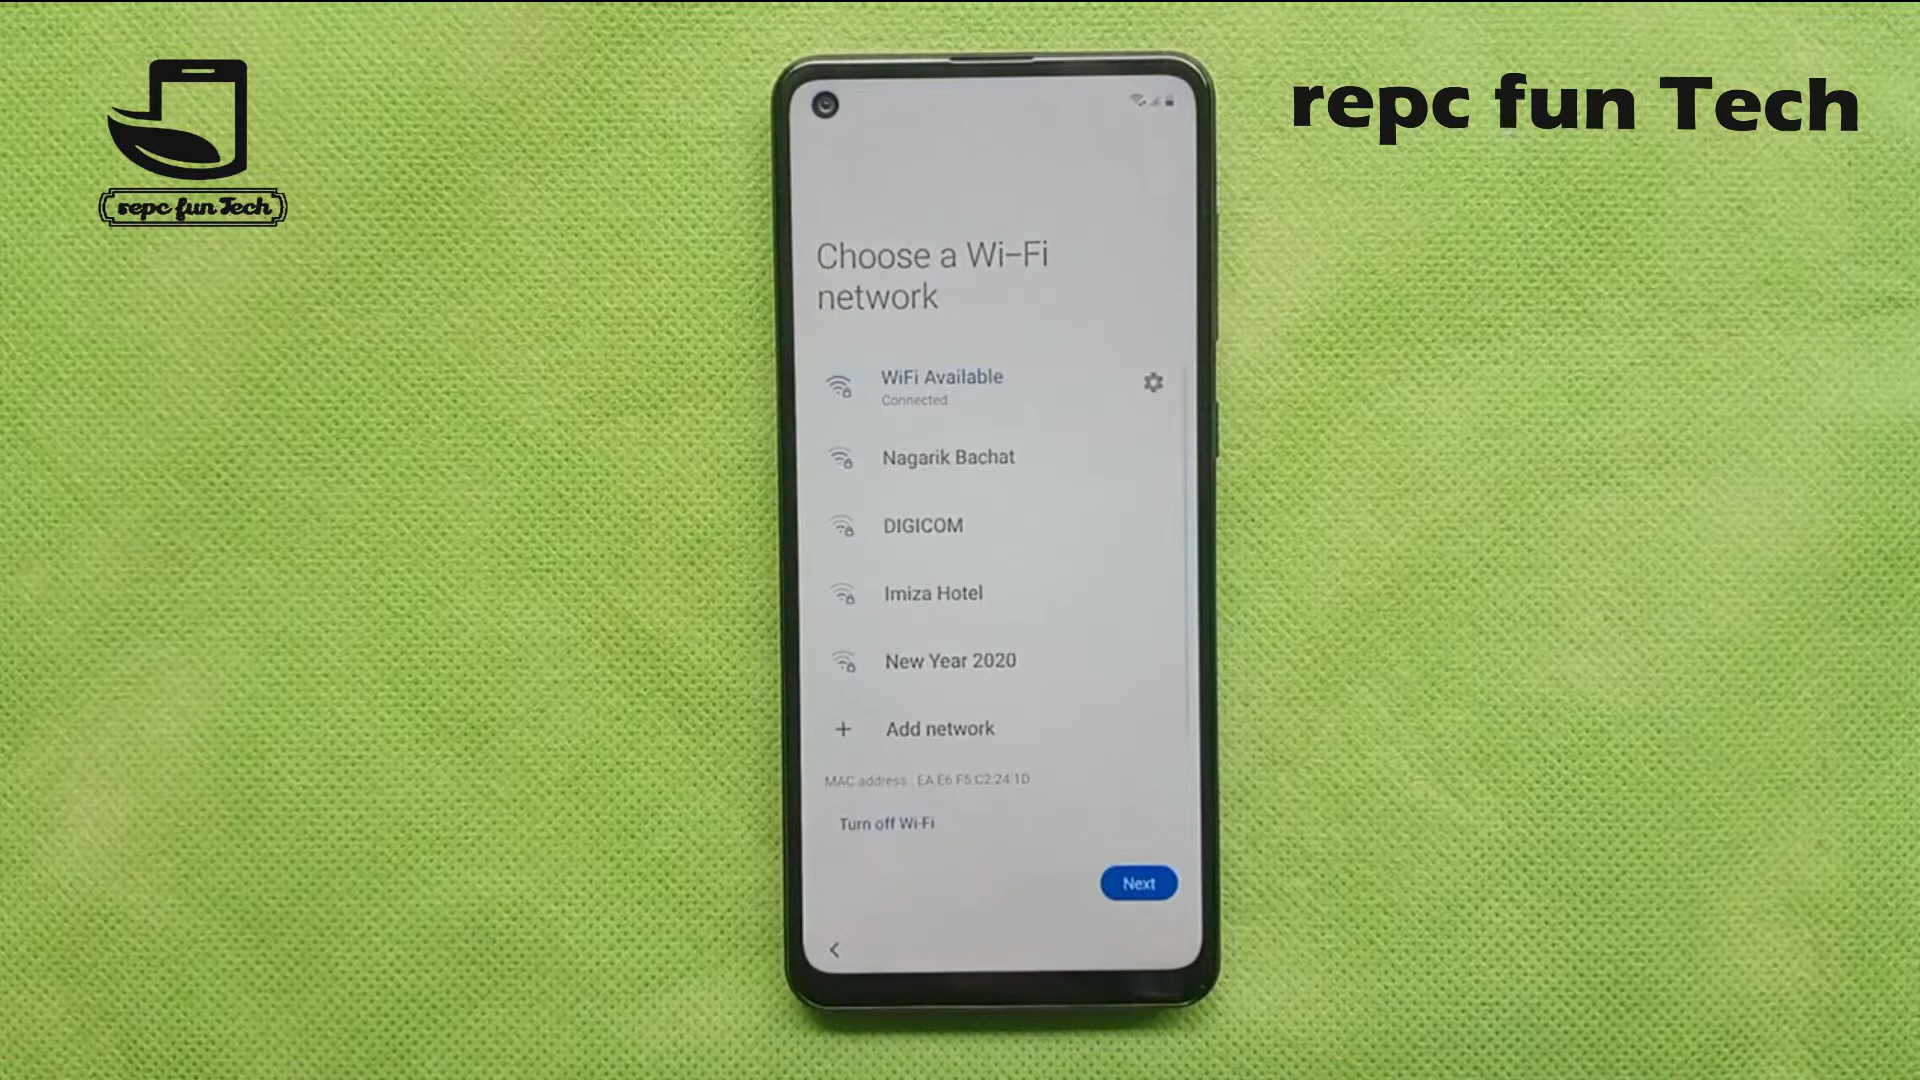 repc fun Tech
repc fun Tech
Choose a Wi-Fi
network
WiFi Available
Connected
Nagarik Bachat
DIGICOM
Imiza Hotel
New Year 2020
+ Add network
MAC address : EA:E6:F5:C2:24:1D
Turn off Wi-Fi
Next